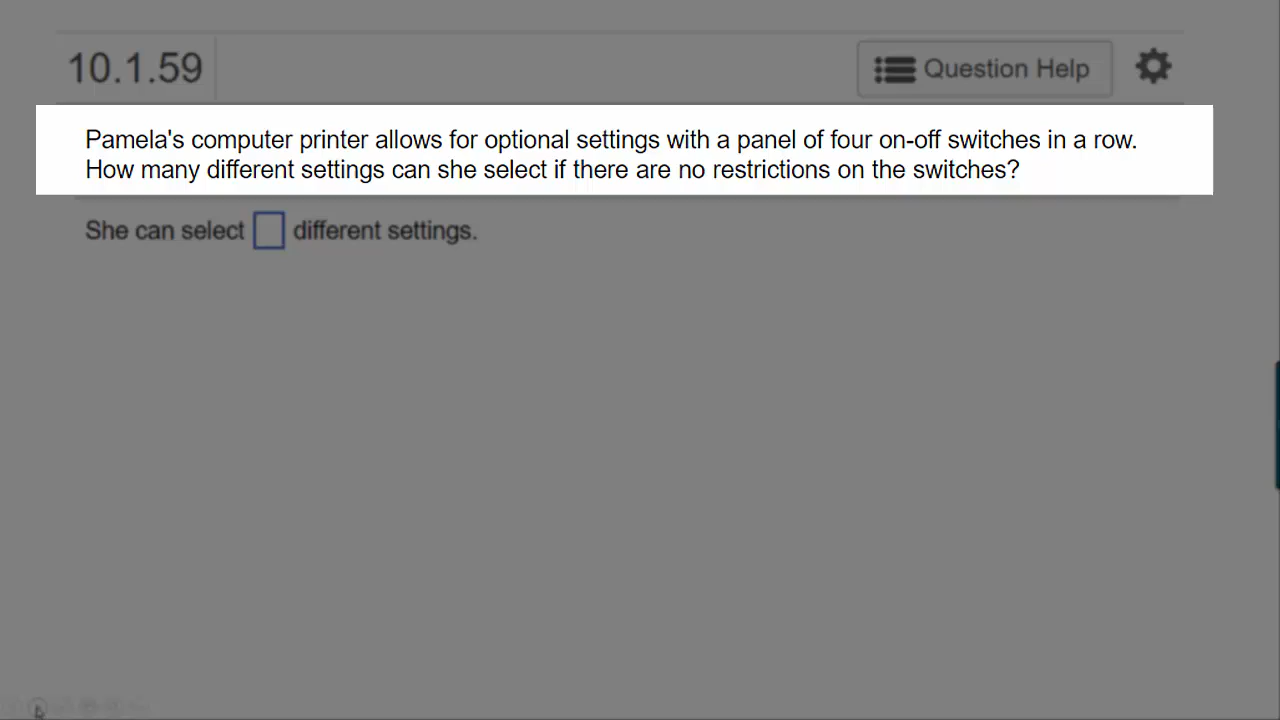 10.1.59
Question Help
Pamela's computer printer allows for optional settings with a panel of four on-off switches in a row.
How many different settings can she select if there are no restrictions on the switches?
She can select different settings.